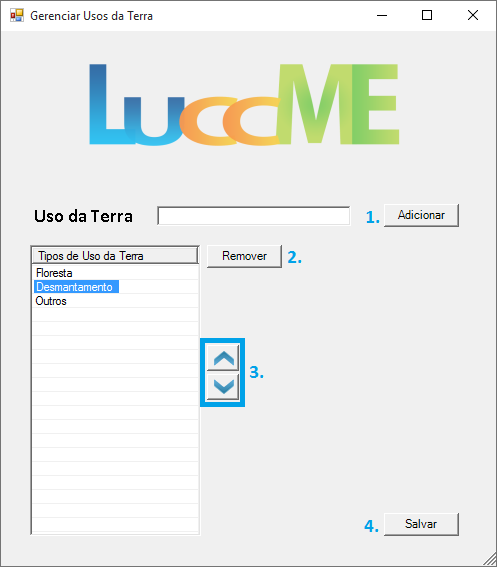 Gerenciar Usos da Terra
LuccME
Uso da Terra
1.
Adicionar
Tipos de Uso da Terra
Remover
2.
Floresta
Desmantamento
Outros
3.
4.
Salvar